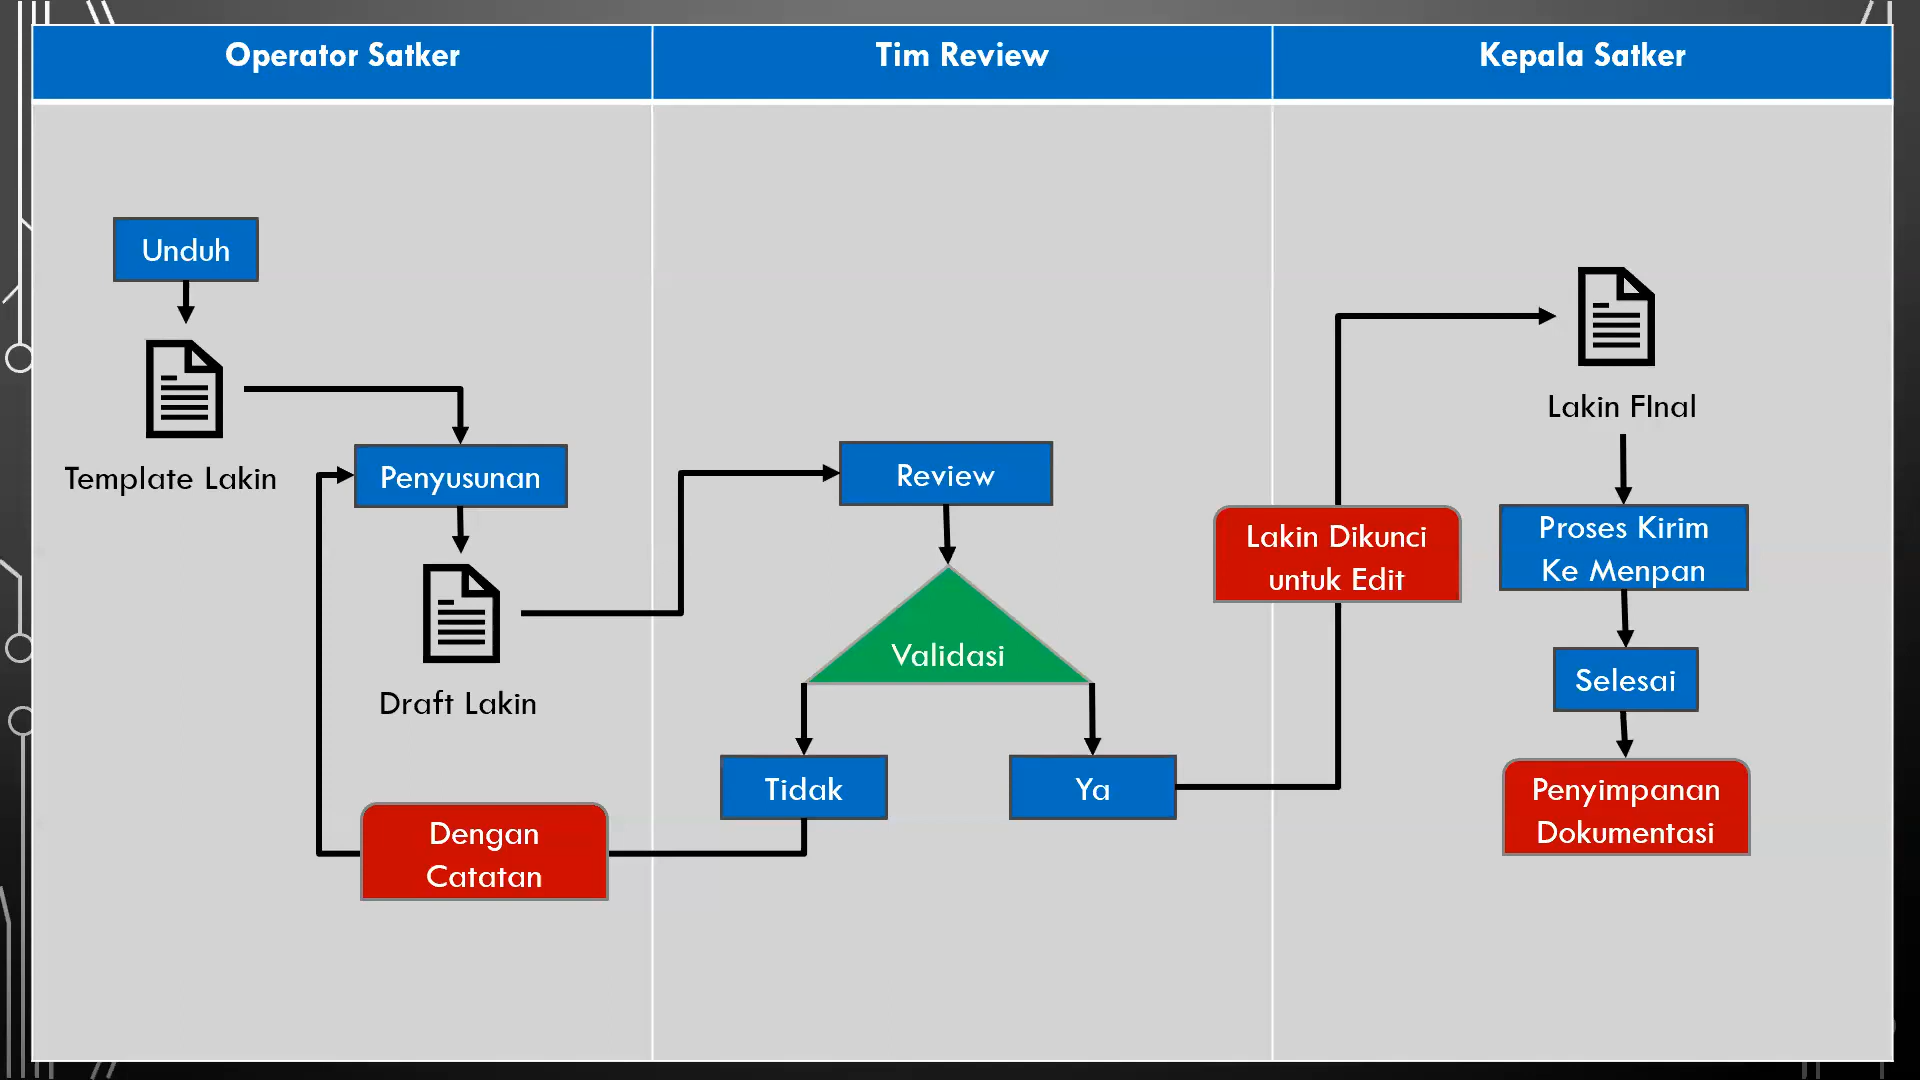 Operator Satker
Tim Review
Kepala Satker
Unduh
Template Lakin
Penyusunan
Draft Lakin
Dengan
Catatan
Review
Validasi
Tidak
Ya
Lakin Dikunci
untuk Edit
Lakin FInal
Proses Kirim
Ke Menpan
Selesai
Penyimpanan
Dokumentasi